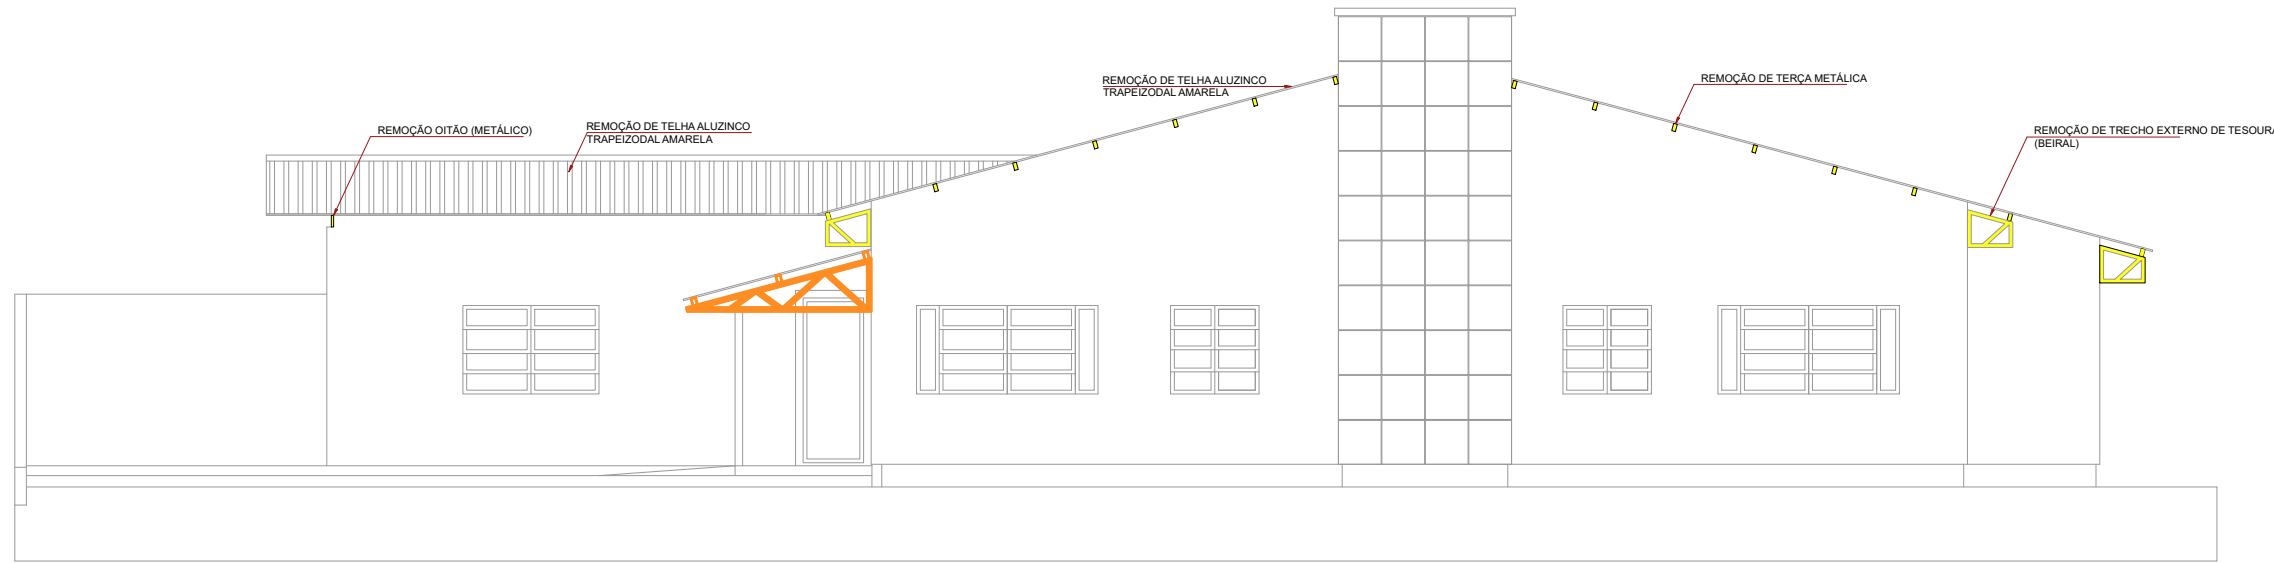 REMOÇÃO OITÃO (METÁLICO)
REMOÇÃO DE TELHA ALUZINCO
TRAPEIZODAL AMARELA
REMOÇÃO DE TELHA ALUZINCO
TRAPEIZODAL AMARELA
REMOÇÃO DE TERÇA METÁLICA
REMOÇÃO DE TRECHO EXTERNO DE TESOURA
(BEIRAL)